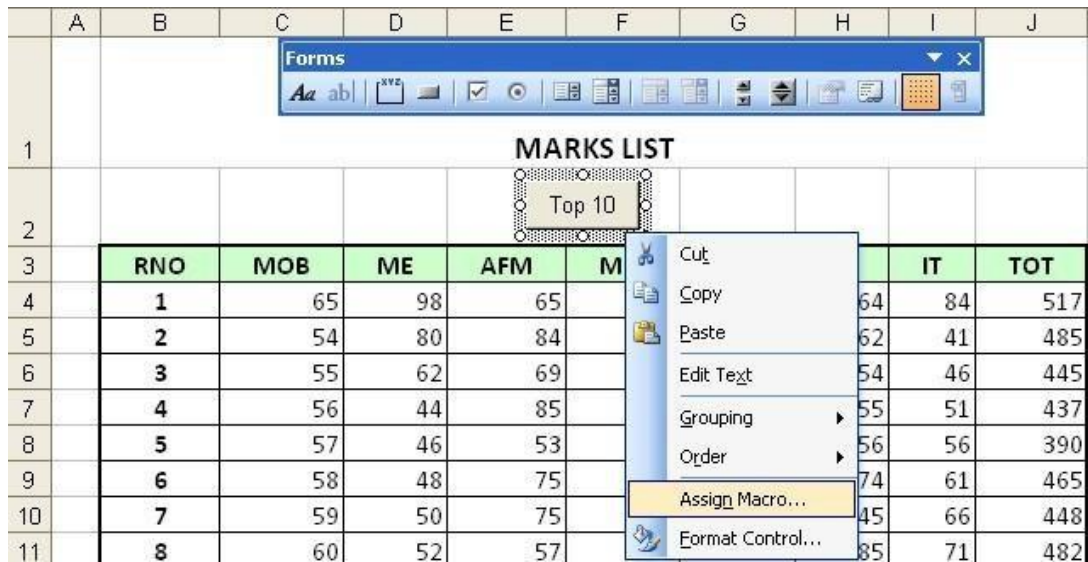 A B C D E F G H I J
Forms
Aa ab| XYZ
1 MARKS LIST
2 Top 10
3 RNO MOB ME AFM M IT TOT
4 1 65 98 65 64 84 517
5 2 54 80 84 62 41 485
6 3 55 62 69 54 46 445
7 4 56 44 85 55 51 437
8 5 57 46 53 56 56 390
9 6 58 48 75 74 61 465
10 7 59 50 75 45 66 448
11 8 60 52 57 85 71 482
Cut
Copy
Paste
Edit Text
Grouping
Order
Assign Macro...
Format Control...